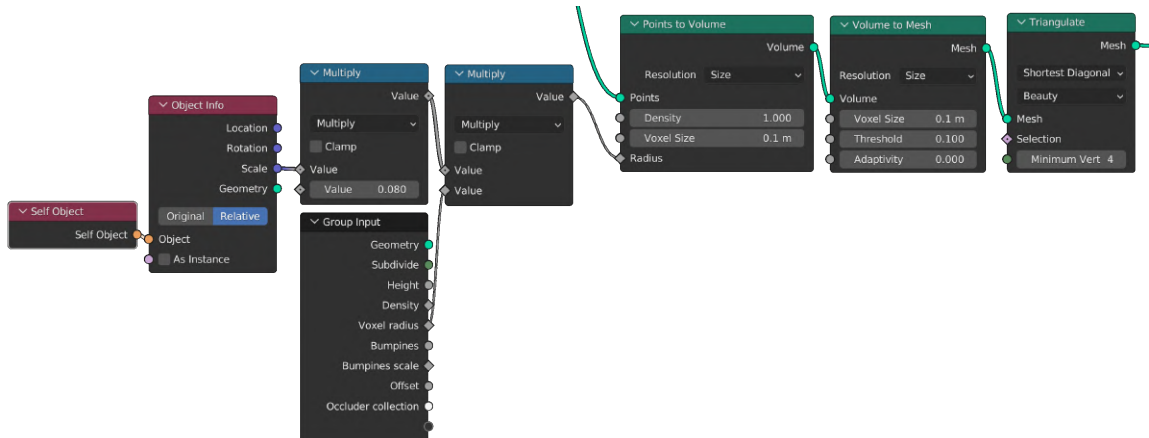 Self Object
Self Object
Object Info
Location
Rotation
Scale
Geometry
Original Relative
Object
As Instance
Multiply
Value
Multiply
Clamp
Value
Value 0.080
Group Input
Geometry
Subdivide
Height
Density
Voxel radius
Bumpines
Bumpines scale
Offset
Occluder collection
Multiply
Value
Multiply
Clamp
Value
Value
Points to Volume
Volume
Resolution Size
Points
Density 1.000
Voxel Size 0.1 m
Radius
Volume to Mesh
Mesh
Resolution Size
Volume
Voxel Size 0.1 m
Threshold 0.100
Adaptivity 0.000
Triangulate
Mesh
Shortest Diagonal
Beauty
Mesh
Selection
Minimum Vert 4